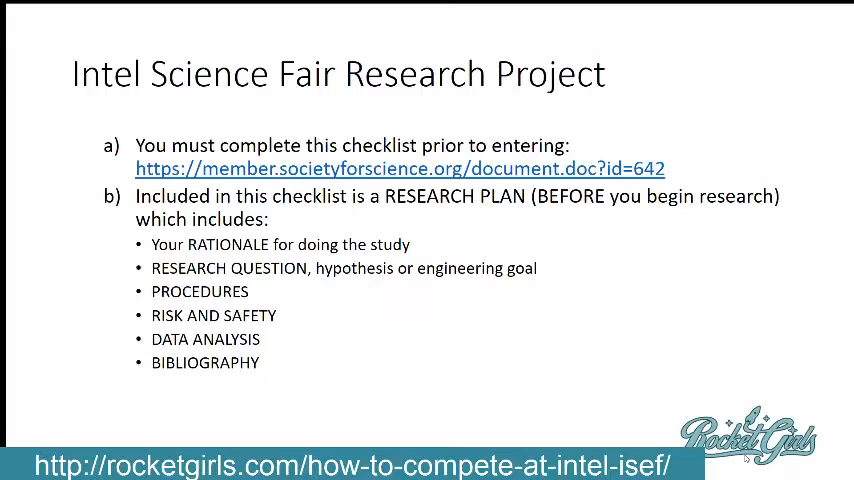 Intel Science Fair Research Project
a) You must complete this checklist prior to entering:
https://member.societyforscience.org/document.doc?id=642
b) Included in this checklist is a RESEARCH PLAN (BEFORE you begin research)
which includes:
• Your RATIONALE for doing the study
• RESEARCH QUESTION, hypothesis or engineering goal
• PROCEDURES
• RISK AND SAFETY
• DATA ANALYSIS
• BIBLIOGRAPHY
Rocket Girls
http://rocketgirls.com/how-to-compete-at-intel-isef/